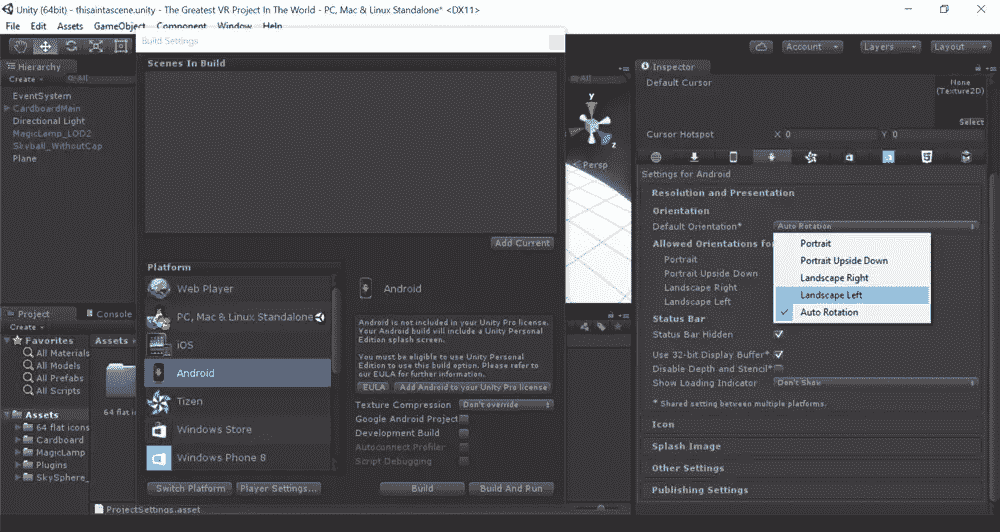 Unity (64bit) - thisaintascene.unity - The Greatest VR Project In The World - PC, Mac & Linux Standalone* <DX11>
File Edit Assets GameObject Component Window Help
Account Layers Layout
Hierarchy
Create
All
EventSystem
CardboardMain
Directional Light
MagicLamp_LOD2
Skyball_WithoutCap
Plane
Project
Console
Create
Favorites
All Materials
All Models
All Prefabs
All Scripts
Assets
64 flat icons
Cardboard
MagicLamp
Plugins
SkySphere_
Assets
64 flat
ProjectSettings.asset
Build Settings
Scenes In Build
Add Current
Platform
Web Player
PC, Mac & Linux Standalone
iOS
Android
Tizen
Windows Store
Windows Phone 8
Android
Android is not included in your Unity Pro license.
Your Android build will include a Unity Personal
Edition splash screen.
You must be eligible to use Unity Personal
Edition to use this build option. Please refer to
our EULA for further information.
EULA
Add Android to your Unity Pro license
Texture Compression
Don't override
Google Android Project
Development Build
Autoconnect Profiler
Script Debugging
Switch Platform
Player Settings...
Build
Build And Run
All
y
z
Persp
Inspector
Default Cursor
None
(Texture2D)
Select
Cursor Hotspot
X 0
Y 0
Settings for Android
Resolution and Presentation
Orientation
Default Orientation*
Auto Rotation
Portrait
Portrait Upside Down
Landscape Right
Landscape Left
Auto Rotation
Allowed Orientations fo
Portrait
Portrait Upside Down
Landscape Right
Landscape Left
Status Bar
Status Bar Hidden
Use 32-bit Display Buffer*
Disable Depth and Stencil*
Show Loading Indicator
Don't Show
* Shared setting between multiple platforms.
Icon
Splash Image
Other Settings
Publishing Settings